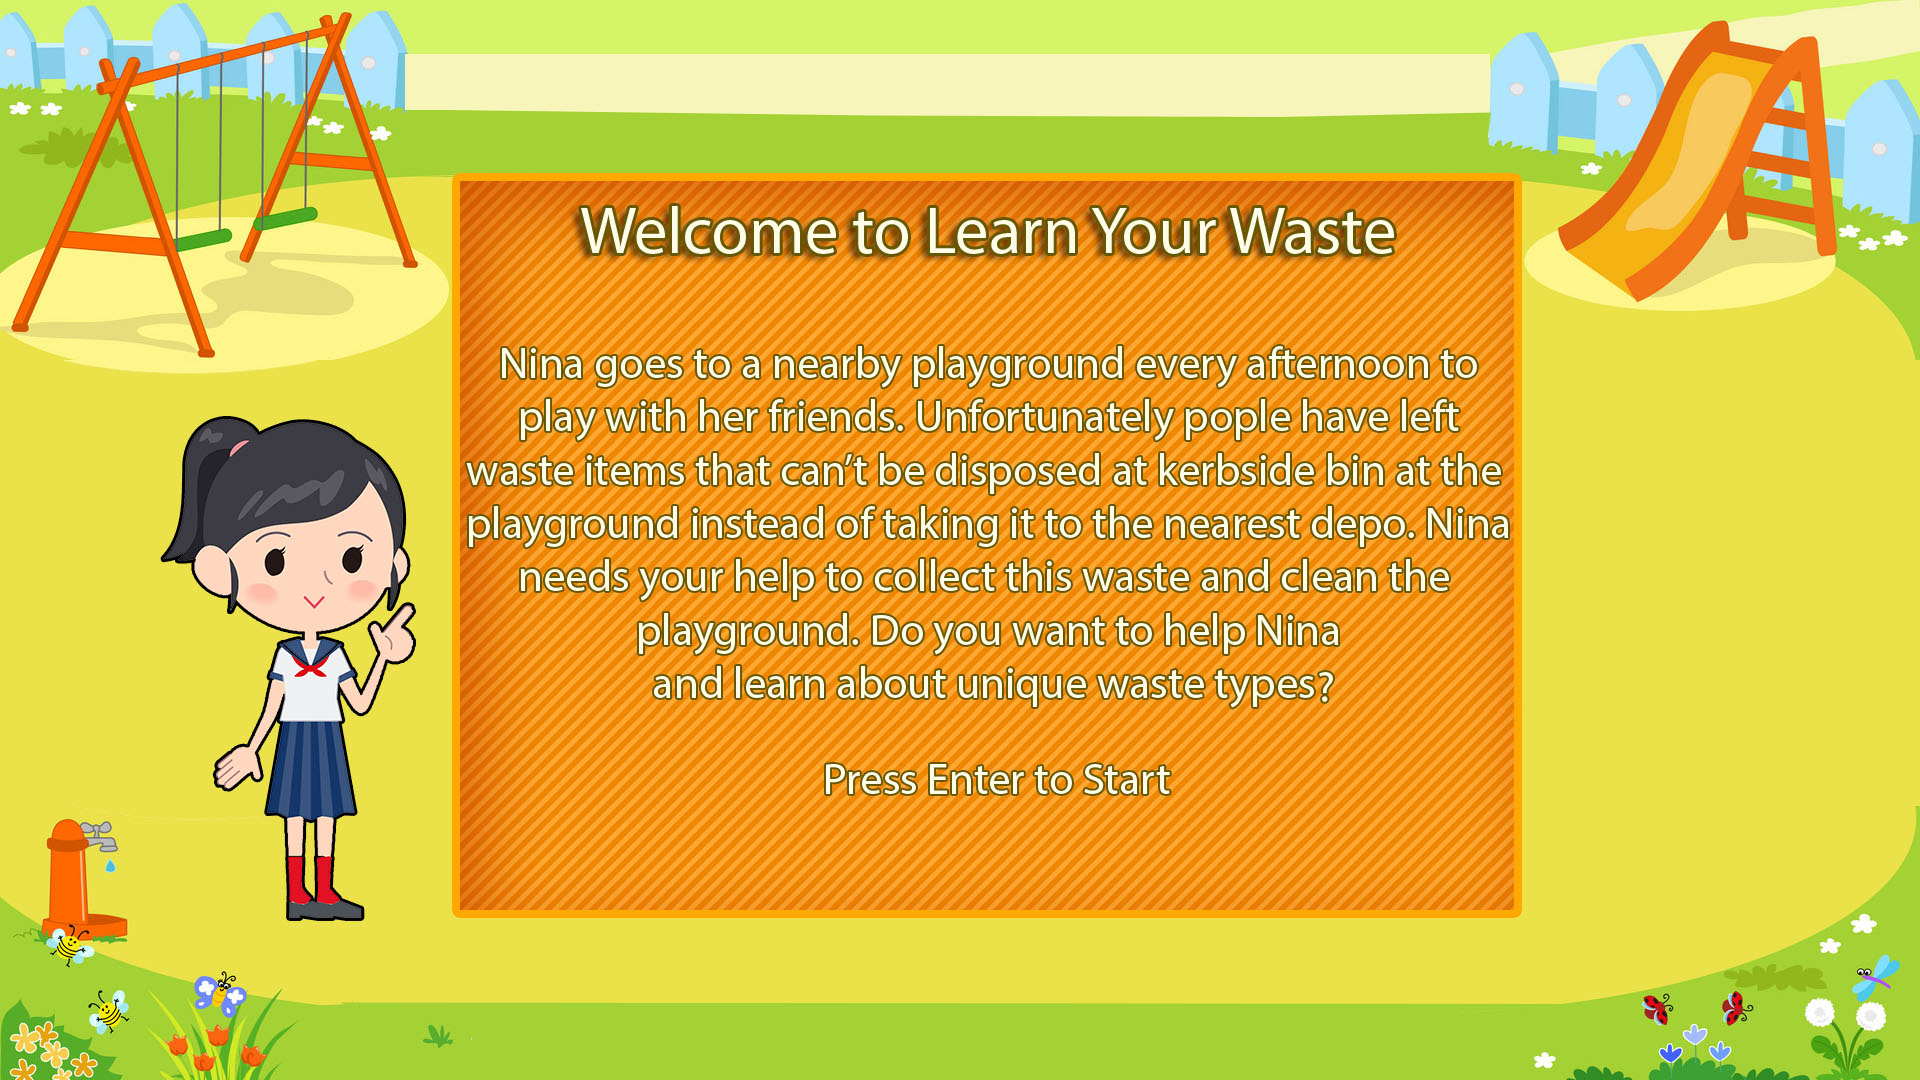 Welcome to Learn Your Waste
Nina goes to a nearby playground every afternoon to
play with her friends. Unfortunately pople have left
waste items that can’t be disposed at kerbside bin at the
playground instead of taking it to the nearest depo. Nina
needs your help to collect this waste and clean the
playground. Do you want to help Nina
and learn about unique waste types?
Press Enter to Start